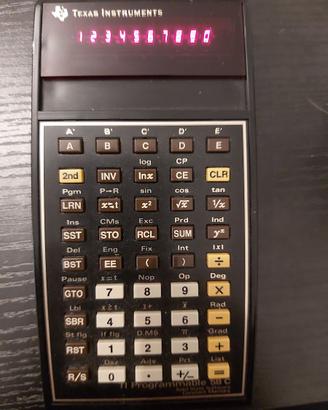 TEXAS INSTRUMENTS
1234567890
A' B' C' D' E'
A B C D E
log CP
2nd INV lnx CE CLR
Pgm P→R sin cos tan
LRN x⇄t x² √x 1/x
Ins CMs Exc Prd Ind
SST STO RCL SUM yˣ
Del Eng Fix Int |x|
BST EE ( ) ÷
Pause x=t Nop Op Deg
GTO 7 8 9 ×
Lbl x≥t Σ+ x̄ Rad
SBR 4 5 6 −
St flg If flg D.MS π Grad
RST 1 2 3 +
Adv Prt List
R/S 0 . +/− =
TI Programmable 58 C